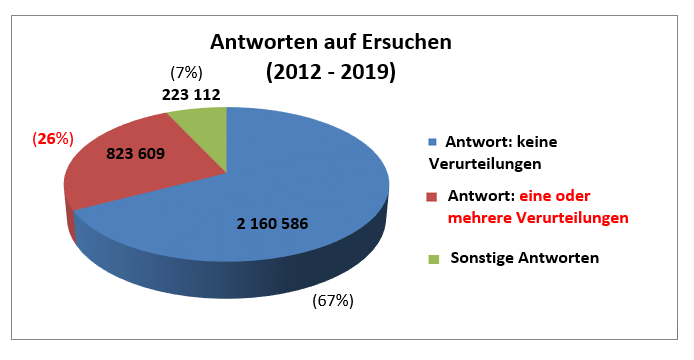 Antworten auf Ersuchen
(2012 - 2019)
(7%)
223 112
(26%)
823 609
2 160 586
(67%)
Antwort: keine
Verurteilungen
Antwort: eine oder
mehrere Verurteilungen
Sonstige Antworten